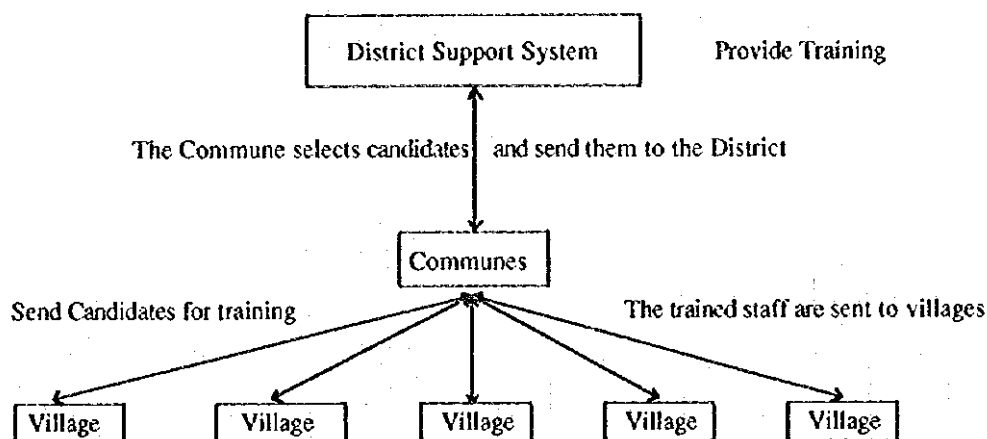 District Support System Provide Training
The Commune selects candidates and send them to the District
Communes
Send Candidates for training The trained staff are sent to villages
Village Village Village Village Village